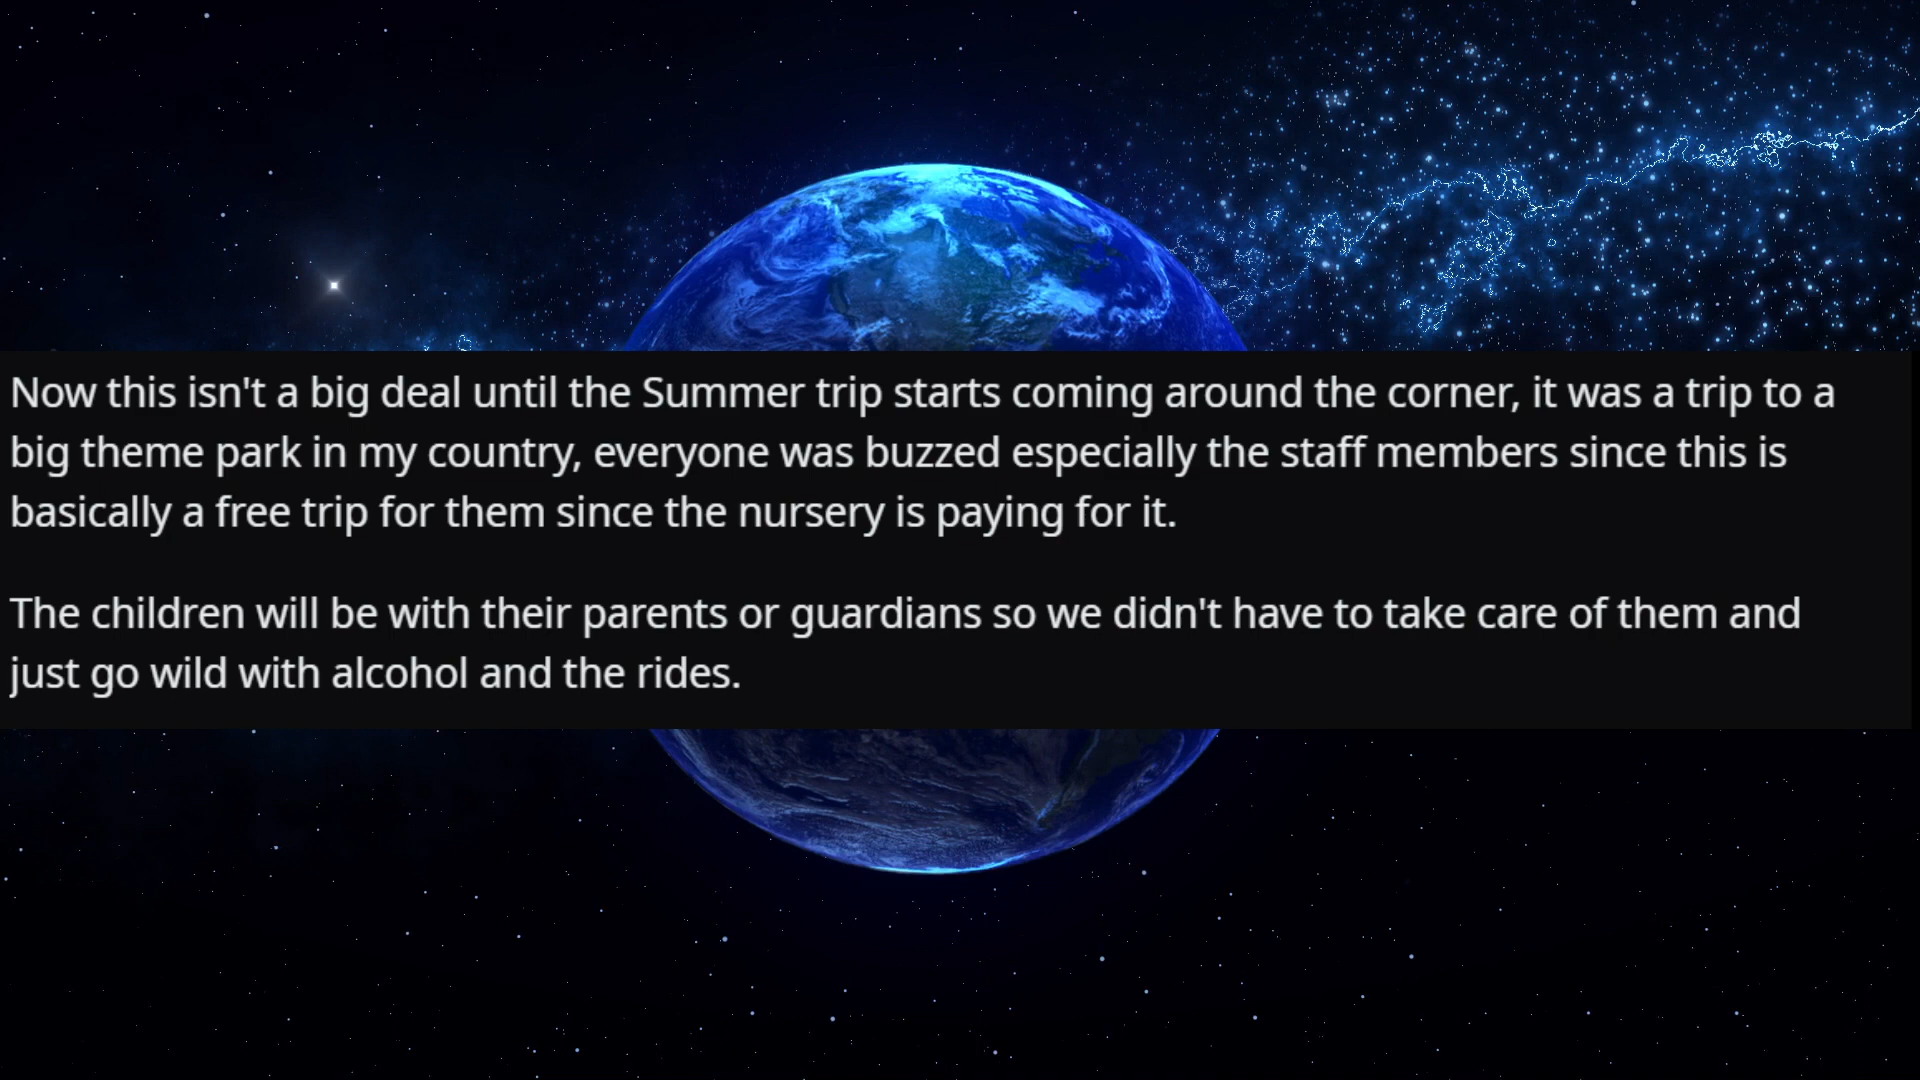 Now this isn't a big deal until the Summer trip starts coming around the corner, it was a trip to a
big theme park in my country, everyone was buzzed especially the staff members since this is
basically a free trip for them since the nursery is paying for it.
The children will be with their parents or guardians so we didn't have to take care of them and
just go wild with alcohol and the rides.